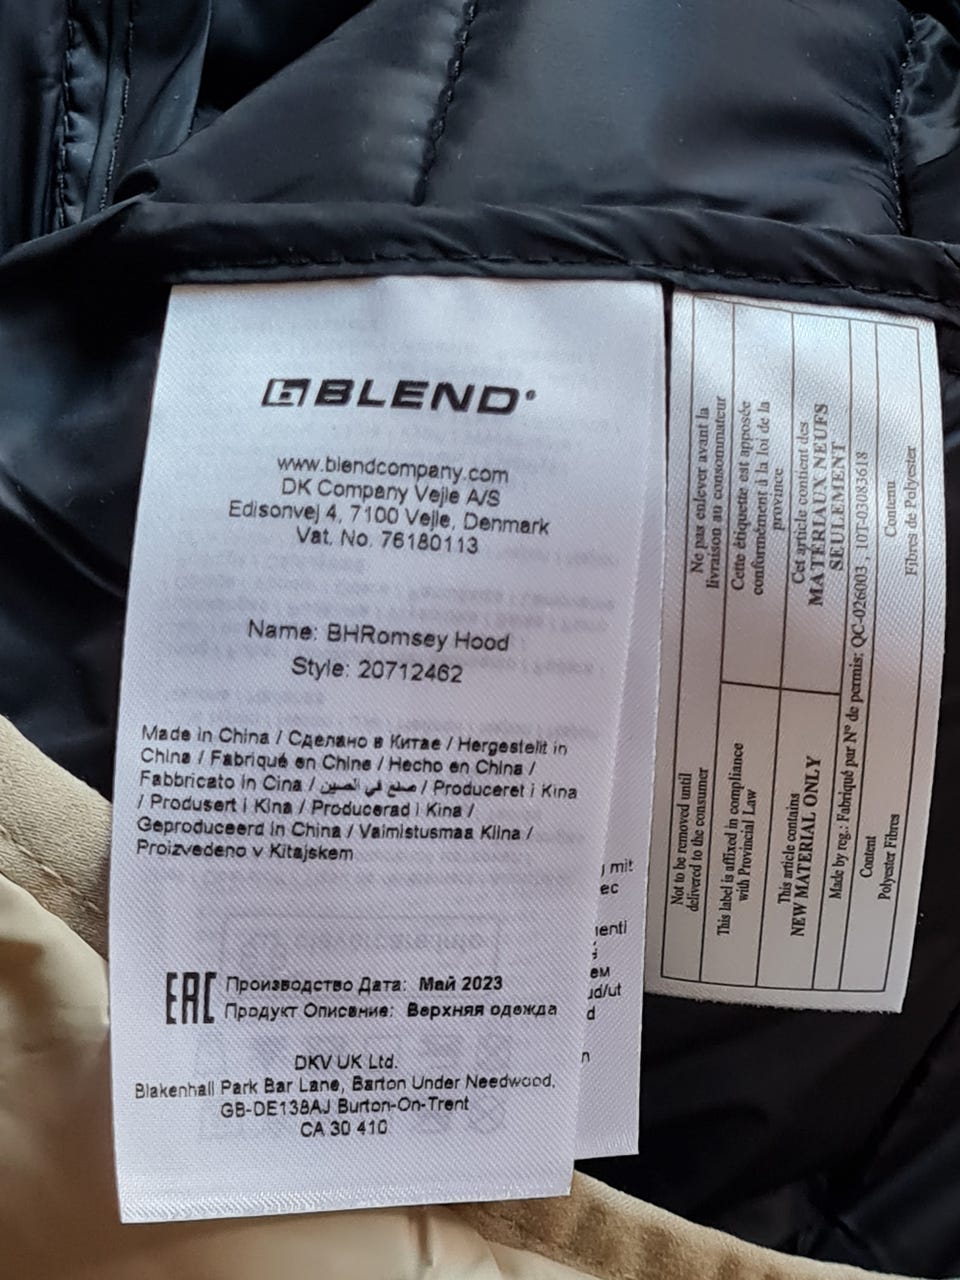 BLEND®
www.blendcompany.com
DK Company Vejle A/S
Edisonvej 4, 7100 Vejle, Denmark
Vat. No. 76180113
Name: BHRomsey Hood
Style: 20712462
Made in China / Сделано в Китае / Hergestellt in
China / Fabriqué en Chine / Hecho en China /
Fabbricato in Cina / صنع في الصين / Produceret i Kina
/ Produsert i Kina / Producerad i Kina /
Geproduceerd in China / Valmistusmaa Kiina /
Proizvedeno v Kitajskem
EAC Производство Дата: Май 2023
Продукт Описание: Верхняя одежда
DKV UK Ltd.
Blakenhall Park Bar Lane, Barton Under Needwood,
GB-DE138AJ Burton-On-Trent
CA 30 410
mit
ec
ienti
ем
ud/ut
d
n
Not to be removed until
delivered to the consumer
Ne pas enlever avant la
livraison au consommateur
This label is affixed in compliance
with Provincial Law
Cette étiquette est apposée
conformément à la loi de la
province
This article contains
NEW MATERIAL ONLY
Cet article contient des
MATÉRIAUX NEUFS
SEULEMENT
Made by reg.: Fabriqué par N° de permis: QC-026003 , 10T-03083618
Content
Contenu
Polyester Fibres
Fibres de Polyester